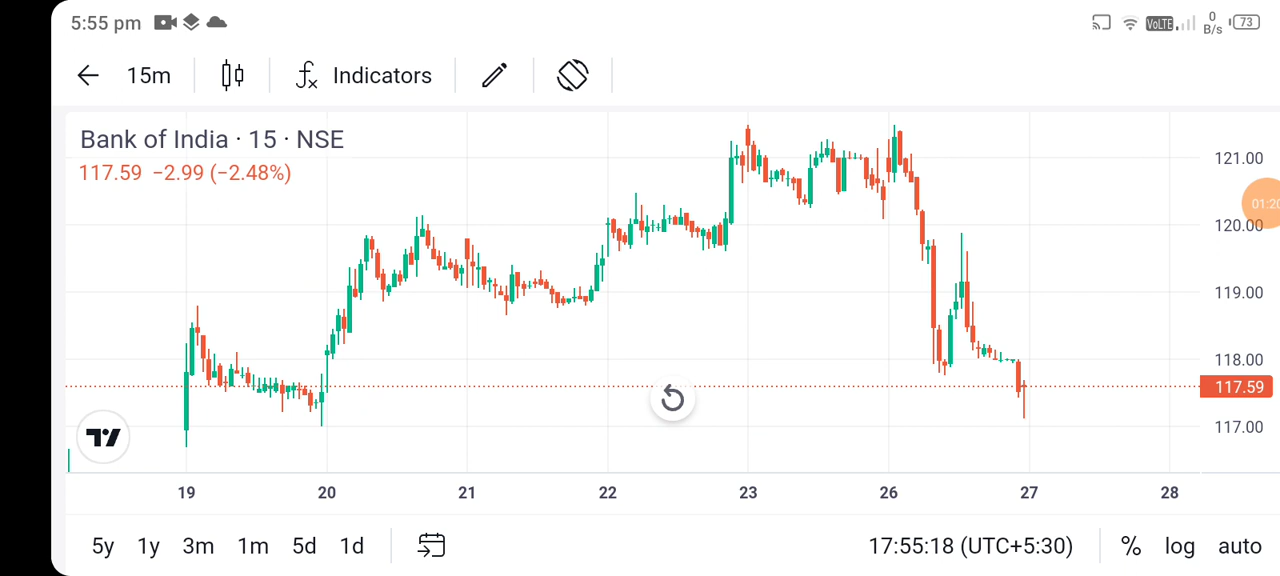 5:55 pm VoLTE 0 B/s 73
15m Indicators
Bank of India · 15 · NSE
117.59 −2.99 (−2.48%)
121.00
01:20
120.00
119.00
118.00
117.59
117.00
19 20 21 22 23 26 27 28
5y 1y 3m 1m 5d 1d 17:55:18 (UTC+5:30) % log auto